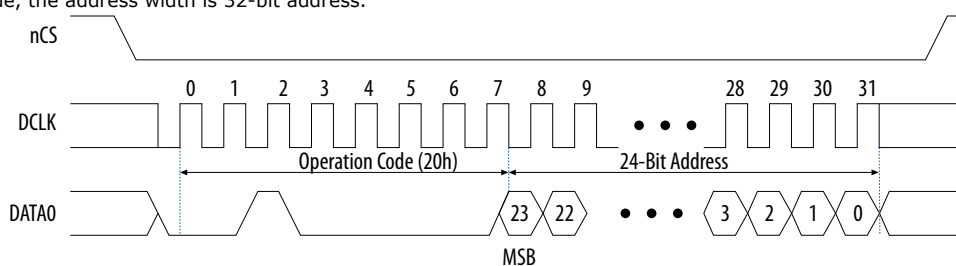 de, the address width is 32-bit address.
nCS
0 1 2 3 4 5 6 7 8 9 28 29 30 31
DCLK
Operation Code (20h) 24-Bit Address
DATA0 23 22 3 2 1 0
MSB